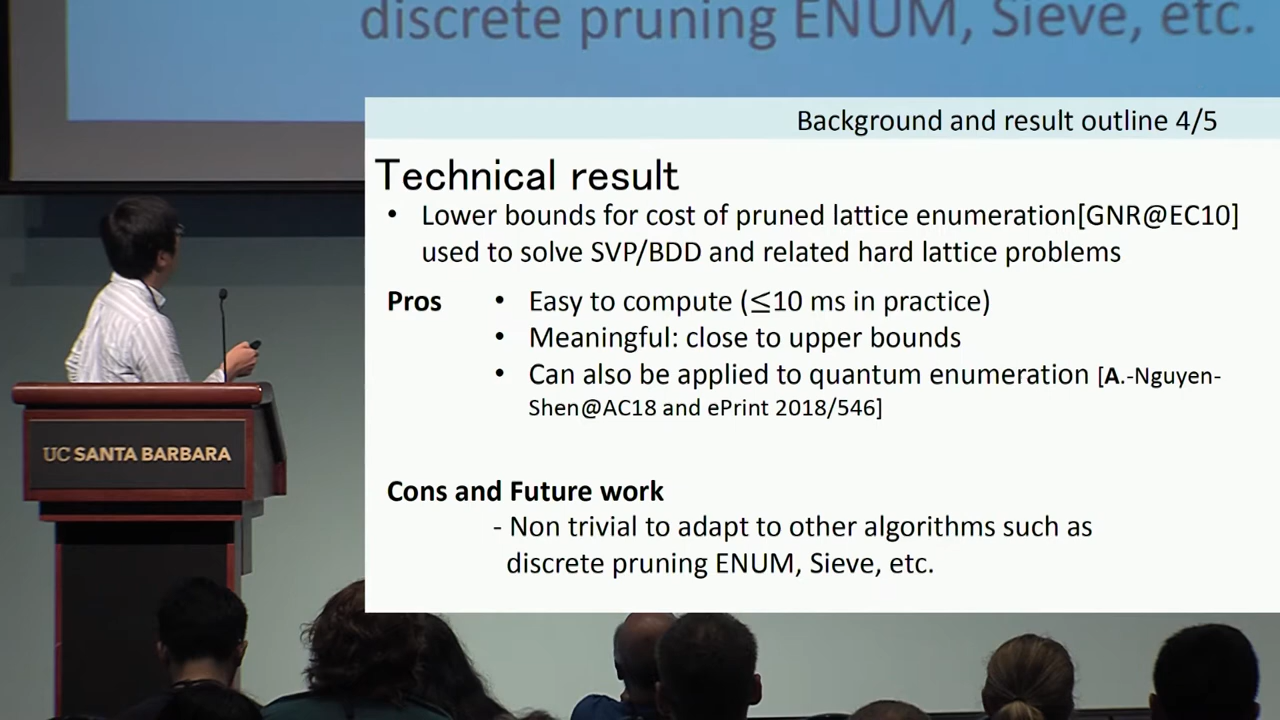 discrete pruning ENUM, Sieve, etc.
Background and result outline 4/5
Technical result
• Lower bounds for cost of pruned lattice enumeration[GNR@EC10]
used to solve SVP/BDD and related hard lattice problems
Pros • Easy to compute (≤10 ms in practice)
• Meaningful: close to upper bounds
• Can also be applied to quantum enumeration [A.-Nguyen-
Shen@AC18 and ePrint 2018/546]
Cons and Future work
- Non trivial to adapt to other algorithms such as
discrete pruning ENUM, Sieve, etc.
UC SANTA BARBARA